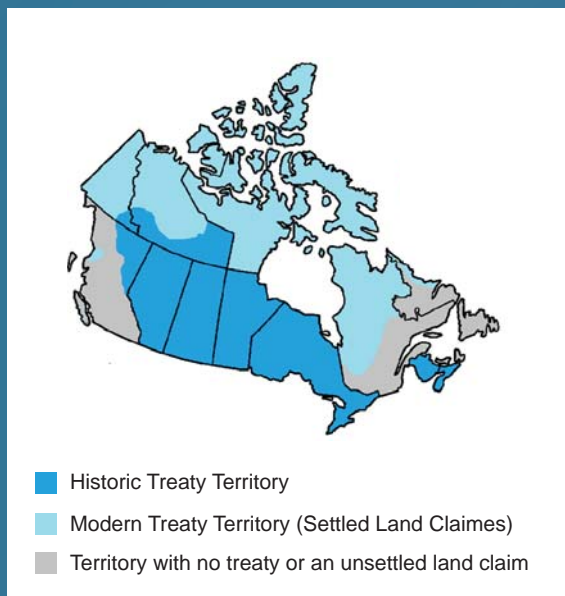 Historic Treaty Territory
Modern Treaty Territory (Settled Land Claimes)
Territory with no treaty or an unsettled land claim